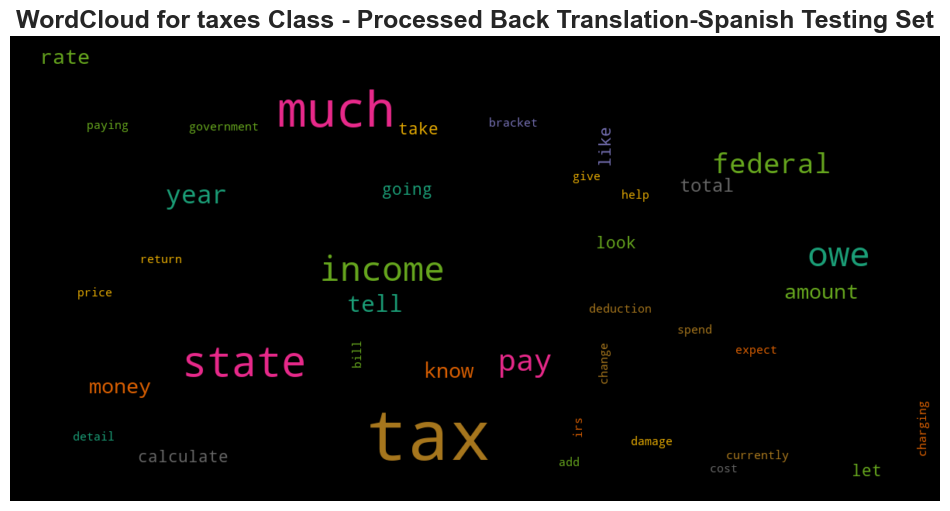 WordCloud for taxes Class - Processed Back Translation-Spanish Testing Set
rate
much
paying
government
take
bracket
like
federal
give
total
year
going
help
look
owe
return
income
price
tell
amount
deduction
spend
bill
state
know
pay
change
expect
money
tax
irs
charging
detail
damage
calculate
add
currently
cost
let